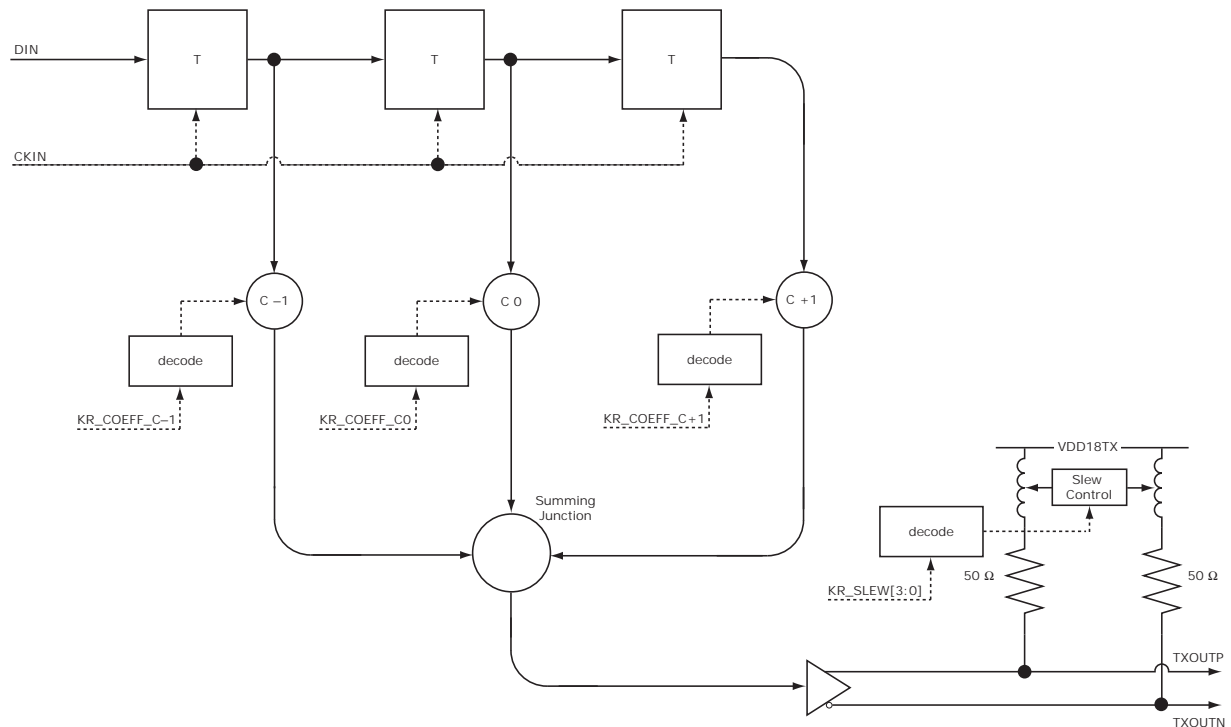 DIN
T
T
T
CKIN
C −1
C 0
C +1
decode
decode
decode
KR_COEFF_C−1
KR_COEFF_C0
KR_COEFF_C+1
VDD18TX
Slew
Control
Summing
Junction
decode
50 Ω
50 Ω
KR_SLEW[3:0]
TXOUTP
TXOUTN